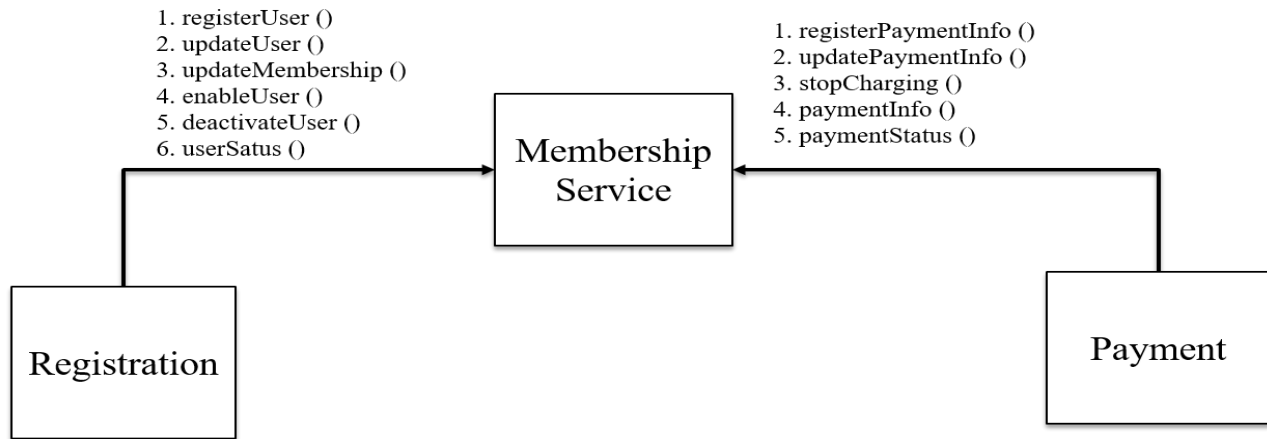 1. registerUser ()
2. updateUser ()
3. updateMembership ()
4. enableUser ()
5. deactivateUser ()
6. userSatus ()
1. registerPaymentInfo ()
2. updatePaymentInfo ()
3. stopCharging ()
4. paymentInfo ()
5. paymentStatus ()
Membership
Service
Registration
Payment